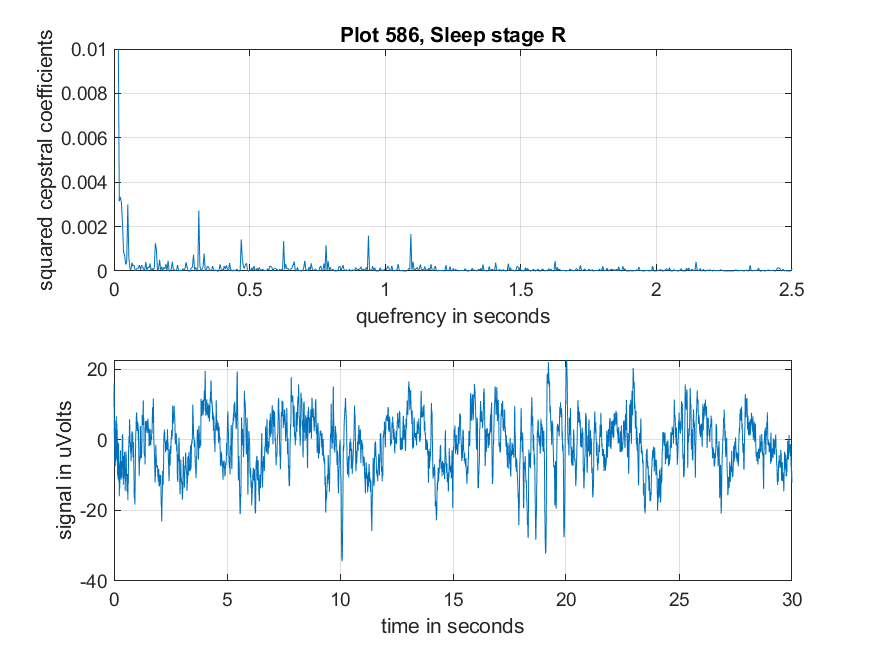 Plot 586, Sleep stage R
squared cepstral coefficients
0.01
0.008
0.006
0.004
0.002
0
0 0.5 1 1.5 2 2.5
quefrency in seconds
signal in uVolts
20
0
-20
-40
0 5 10 15 20 25 30
time in seconds